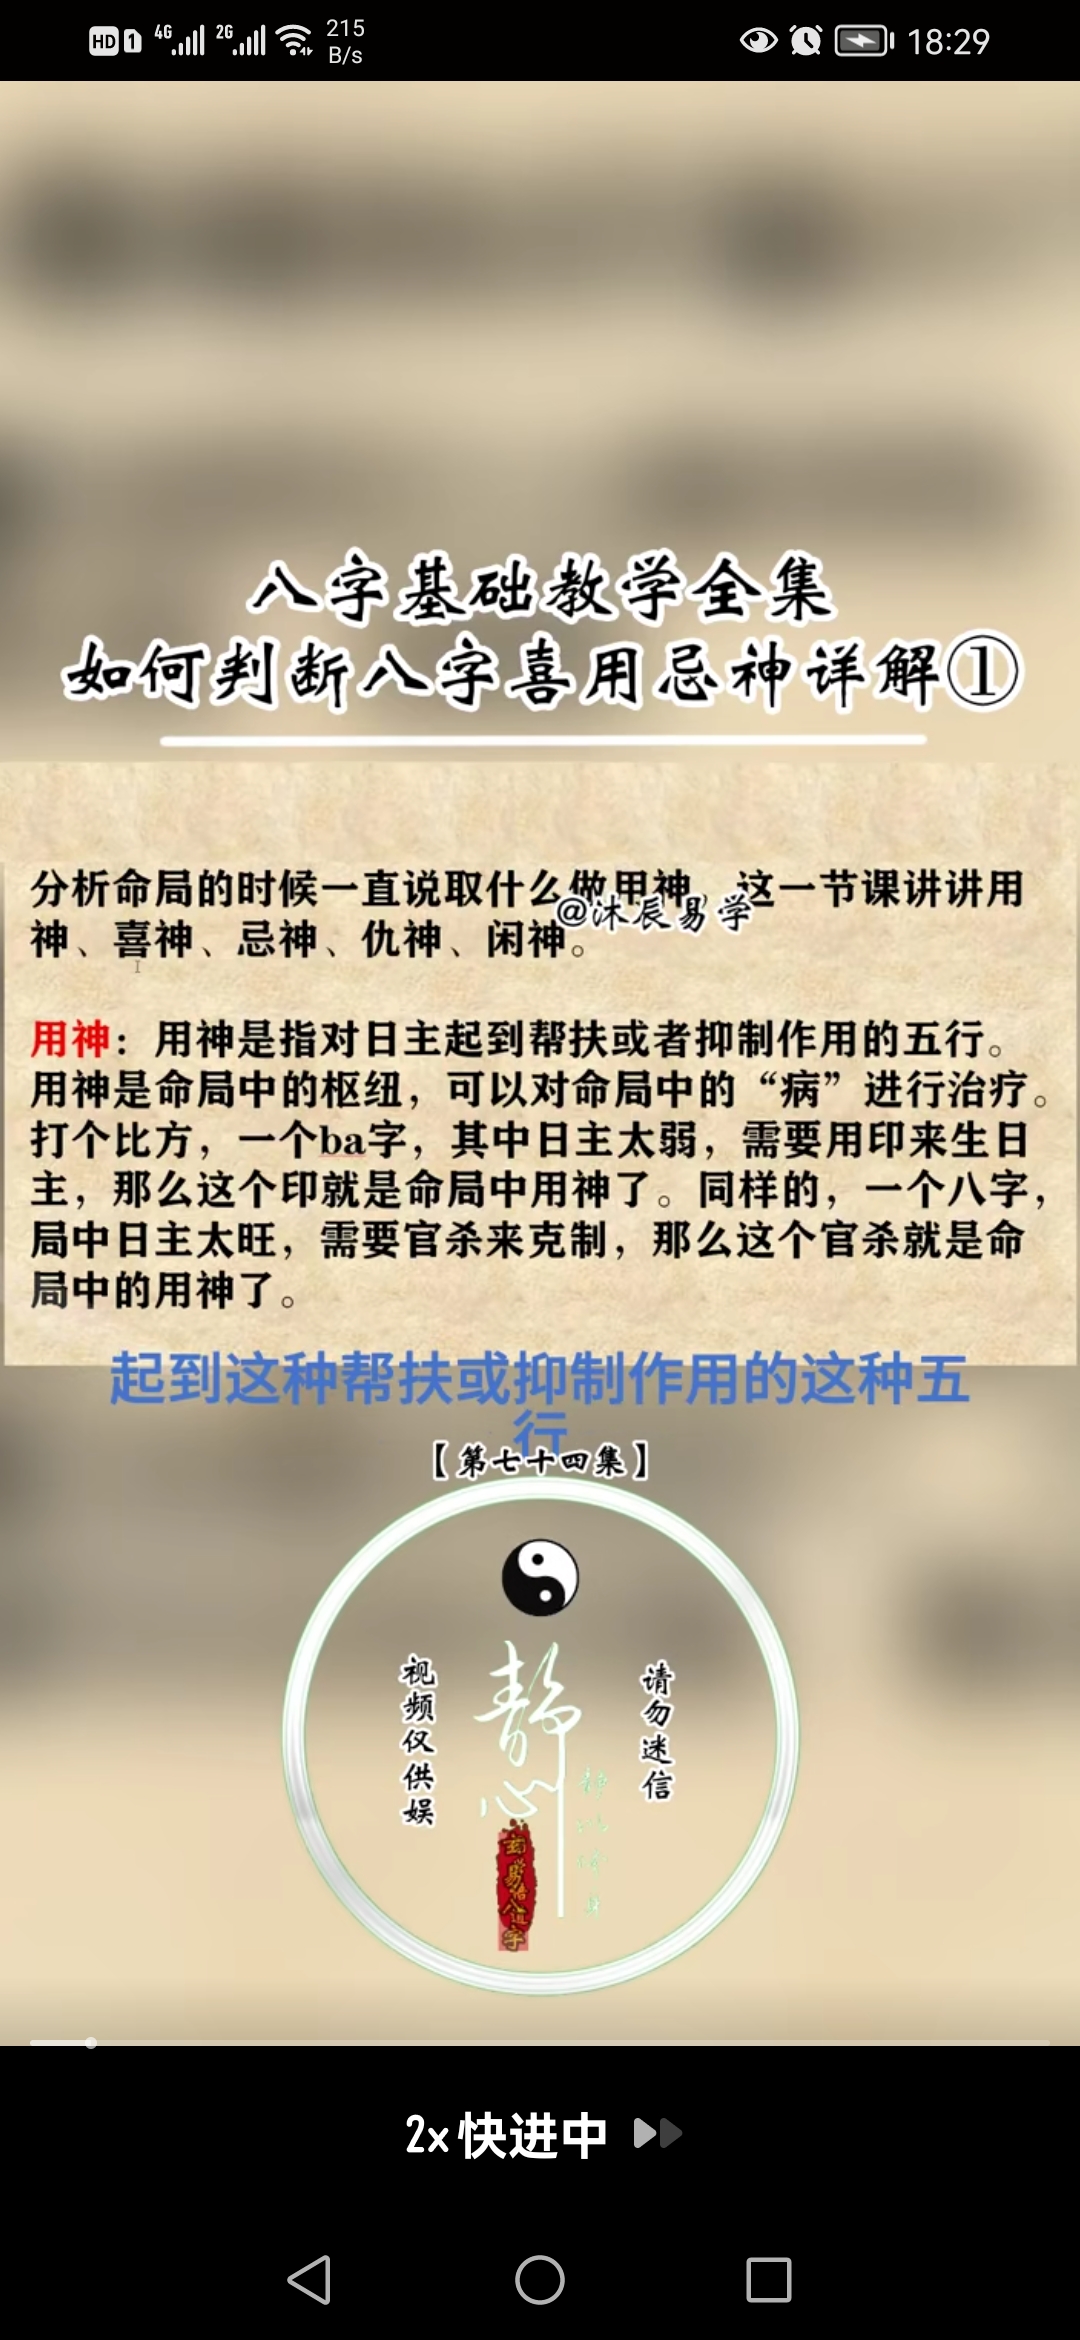 HD 1 4G 2G 215 B/s 18:29
八字基础教学全集
如何判断八字喜用忌神详解①
分析命局的时候一直说取什么做用神，这一节课讲讲用
@沐辰易学
神、喜神、忌神、仇神、闲神。
用神：用神是指对日主起到帮扶或者抑制作用的五行。
用神是命局中的枢纽，可以对命局中的“病”进行治疗。
打个比方，一个ba字，其中日主太弱，需要用印来生日
主，那么这个印就是命局中用神了。同样的，一个八字，
局中日主太旺，需要官杀来克制，那么这个官杀就是命
局中的用神了。
起到这种帮扶或抑制作用的这种五
行
【第七十四集】
视频仅供娱
静心
请勿迷信
2x快进中